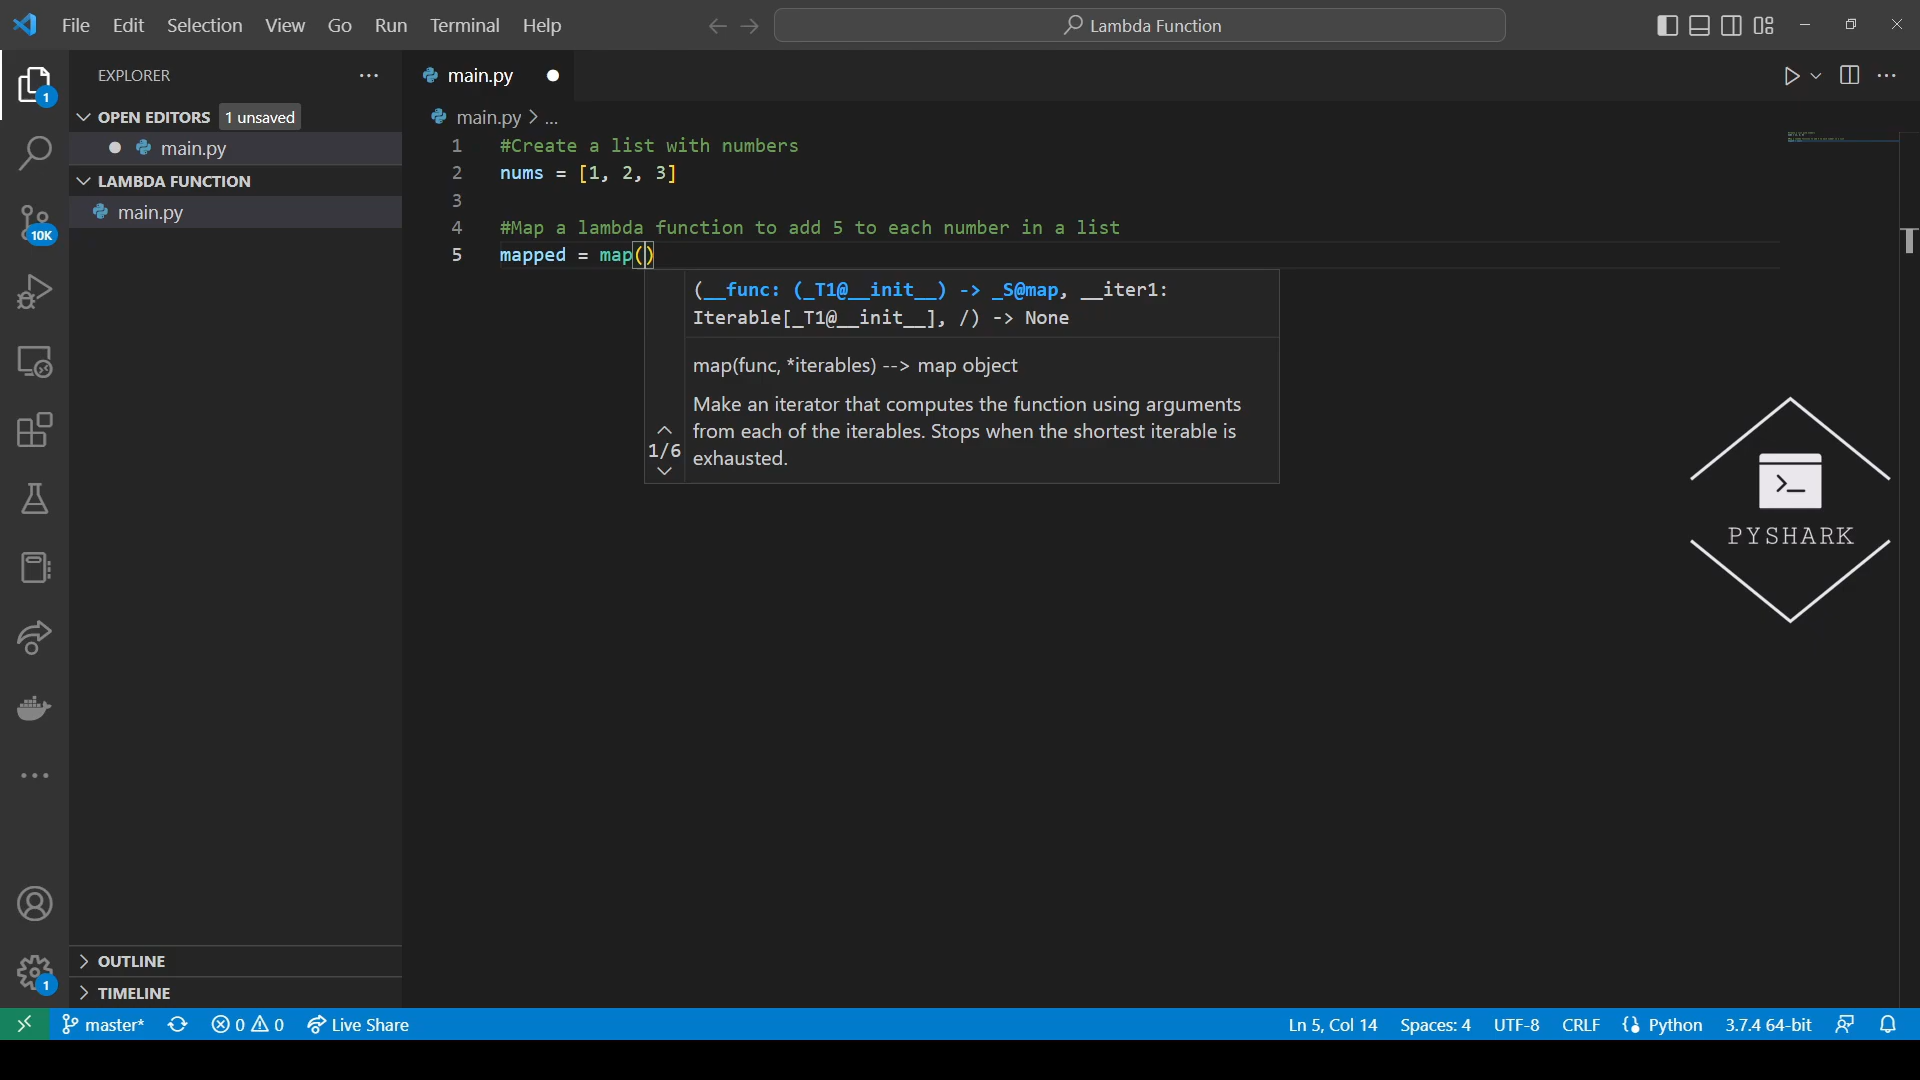 File Edit Selection View Go Run Terminal Help
Lambda Function
EXPLORER
main.py
1
OPEN EDITORS 1 unsaved
main.py
main.py > ...
LAMBDA FUNCTION
main.py
10K
1 #Create a list with numbers
2 nums = [1, 2, 3]
3
4 #Map a lambda function to add 5 to each number in a list
5 mapped = map()
(__func: (_T1@__init__) -> _S@map, __iter1:
Iterable[_T1@__init__], /) -> None
map(func, *iterables) --> map object
Make an iterator that computes the function using arguments
from each of the iterables. Stops when the shortest iterable is
exhausted.
1/6
PYSHARK
OUTLINE
1
TIMELINE
master* 0 0 Live Share Ln 5, Col 14 Spaces: 4 UTF-8 CRLF Python 3.7.4 64-bit